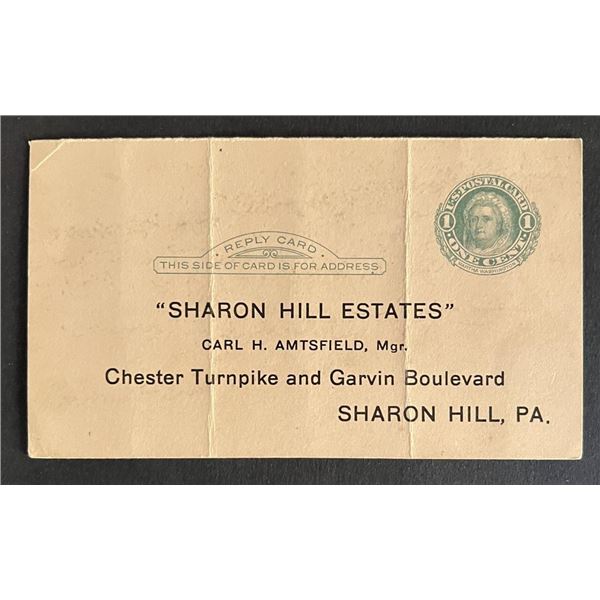 U.S. POSTAL CARD
1 1
ONE CENT
MARTHA WASHINGTON
REPLY CARD
THIS SIDE OF CARD IS FOR ADDRESS
"SHARON HILL ESTATES"
CARL H. AMTSFIELD, Mgr.
Chester Turnpike and Garvin Boulevard
SHARON HILL, PA.